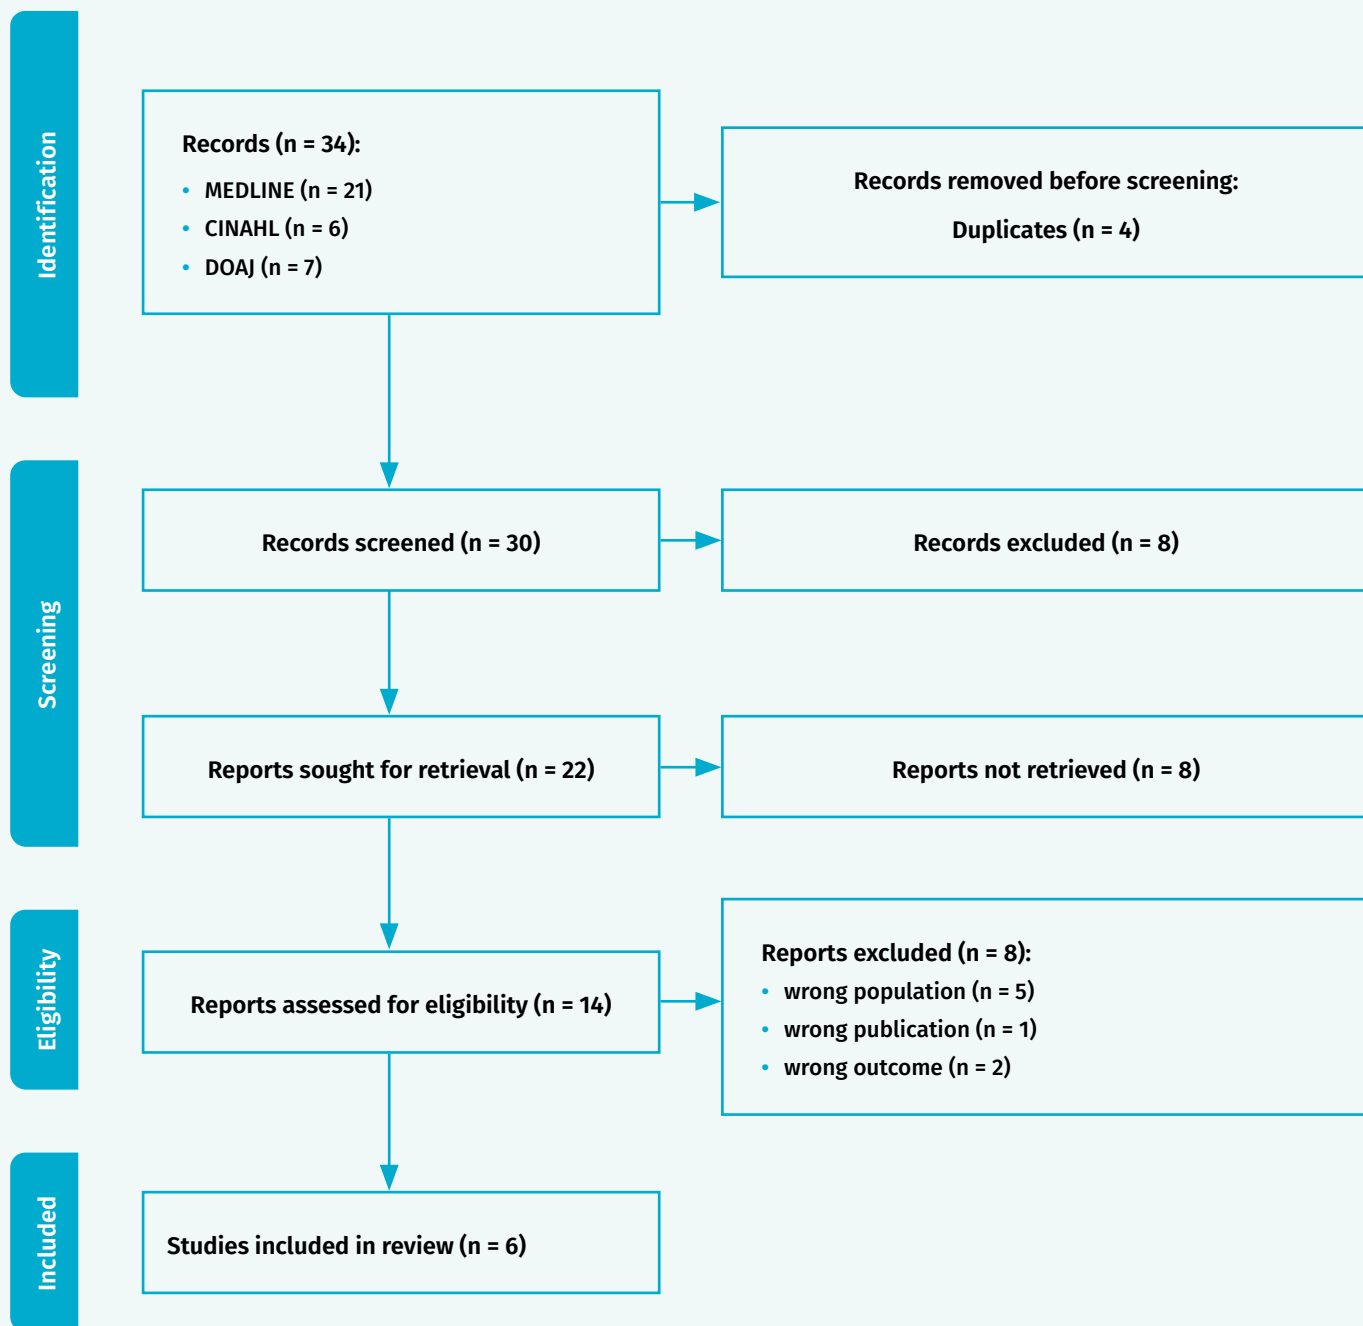 Identification
Records (n = 34):
• MEDLINE (n = 21)
• CINAHL (n = 6)
• DOAJ (n = 7)
Records removed before screening:
Duplicates (n = 4)
Screening
Records screened (n = 30)
Records excluded (n = 8)
Reports sought for retrieval (n = 22)
Reports not retrieved (n = 8)
Eligibility
Reports assessed for eligibility (n = 14)
Reports excluded (n = 8):
• wrong population (n = 5)
• wrong publication (n = 1)
• wrong outcome (n = 2)
Included
Studies included in review (n = 6)